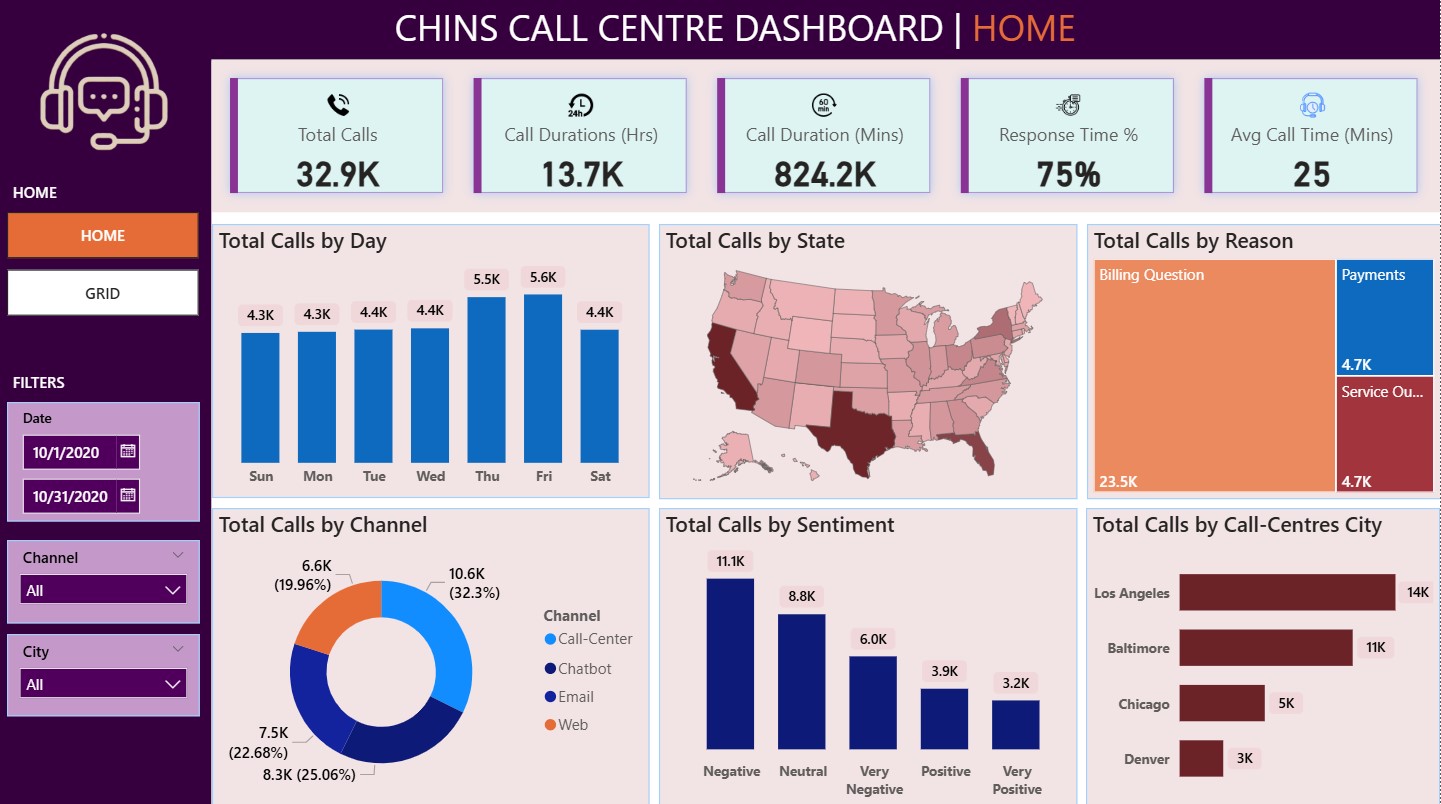 CHINS CALL CENTRE DASHBOARD | HOME
HOME
HOME
GRID
FILTERS
Date
10/1/2020
10/31/2020
Channel
All
City
All
Total Calls
32.9K
24h
Call Durations (Hrs)
13.7K
60
min
Call Duration (Mins)
824.2K
Response Time %
75%
Avg Call Time (Mins)
25
Total Calls by Day
4.3K
4.3K
4.4K
4.4K
5.5K
5.6K
4.4K
Sun
Mon
Tue
Wed
Thu
Fri
Sat
Total Calls by State
Total Calls by Reason
Billing Question
23.5K
Payments
4.7K
Service Ou...
4.7K
Total Calls by Channel
6.6K
(19.96%)
10.6K
(32.3%)
7.5K
(22.68%)
8.3K (25.06%)
Channel
Call-Center
Chatbot
Email
Web
Total Calls by Sentiment
11.1K
8.8K
6.0K
3.9K
3.2K
Negative
Neutral
Very
Negative
Positive
Very
Positive
Total Calls by Call-Centres City
Los Angeles
14K
Baltimore
11K
Chicago
5K
Denver
3K